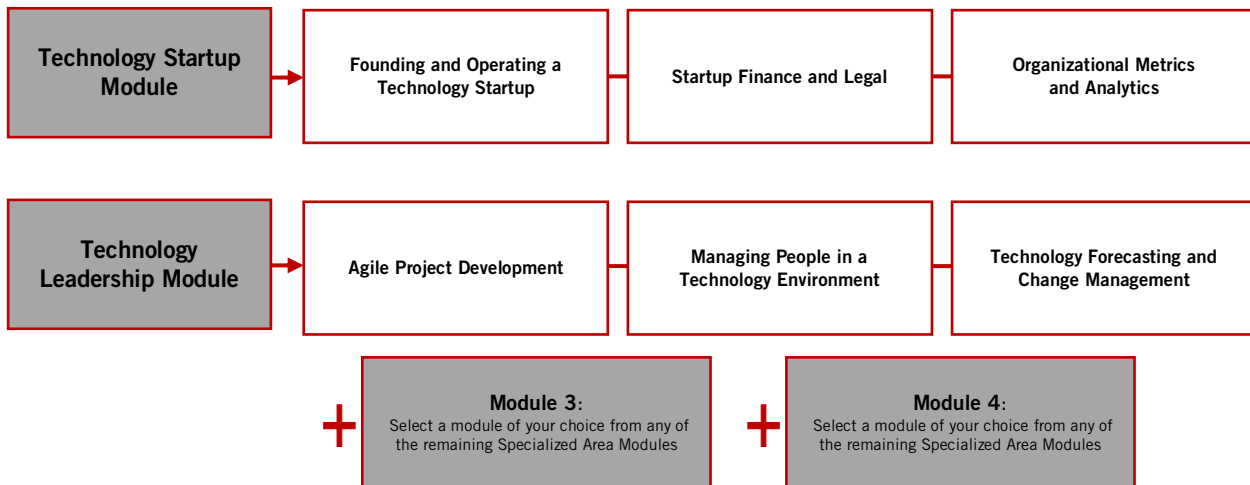 Technology Startup
Module
Founding and Operating a
Technology Startup
Startup Finance and Legal
Organizational Metrics
and Analytics
Technology
Leadership Module
Agile Project Development
Managing People in a
Technology Environment
Technology Forecasting and
Change Management
+
Module 3:
Select a module of your choice from any of
the remaining Specialized Area Modules
+
Module 4:
Select a module of your choice from any of
the remaining Specialized Area Modules